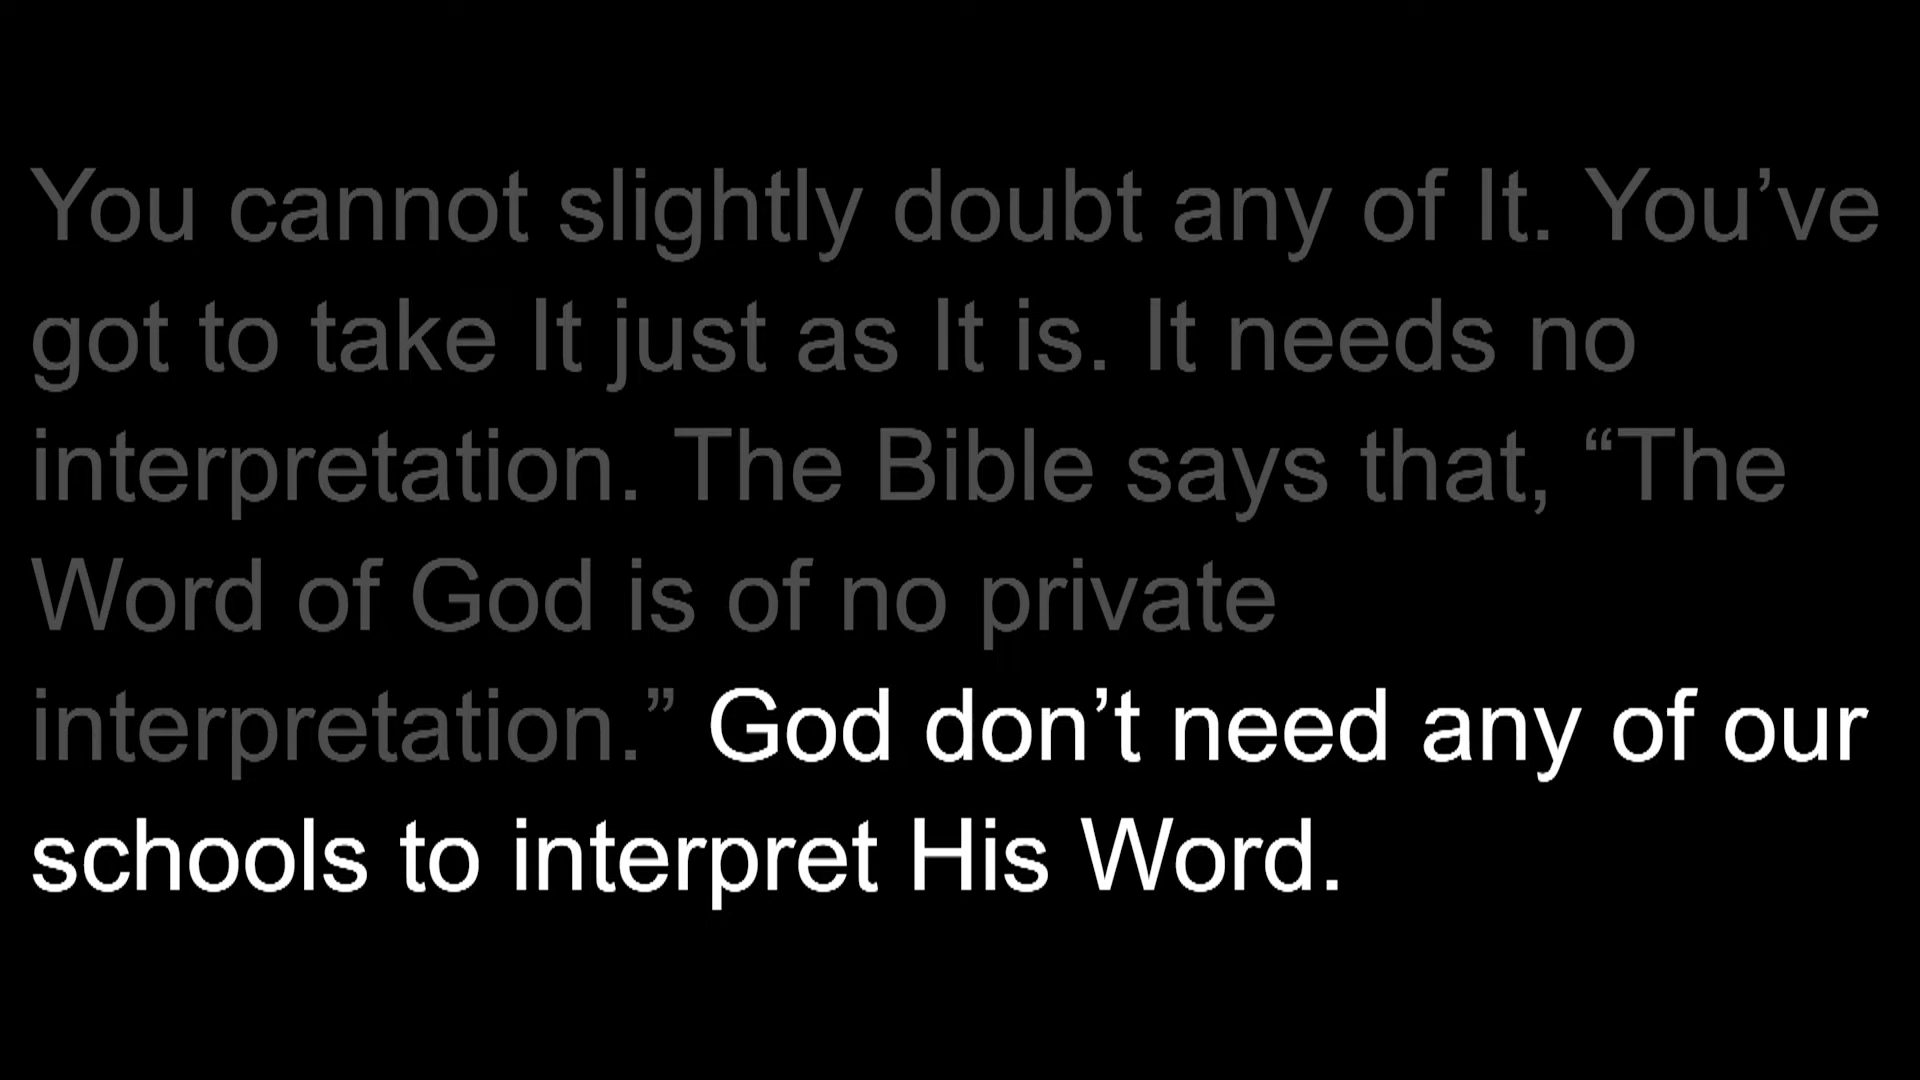 You cannot slightly doubt any of It. You’ve
got to take It just as It is. It needs no
interpretation. The Bible says that, “The
Word of God is of no private
interpretation.” God don’t need any of our
schools to interpret His Word.